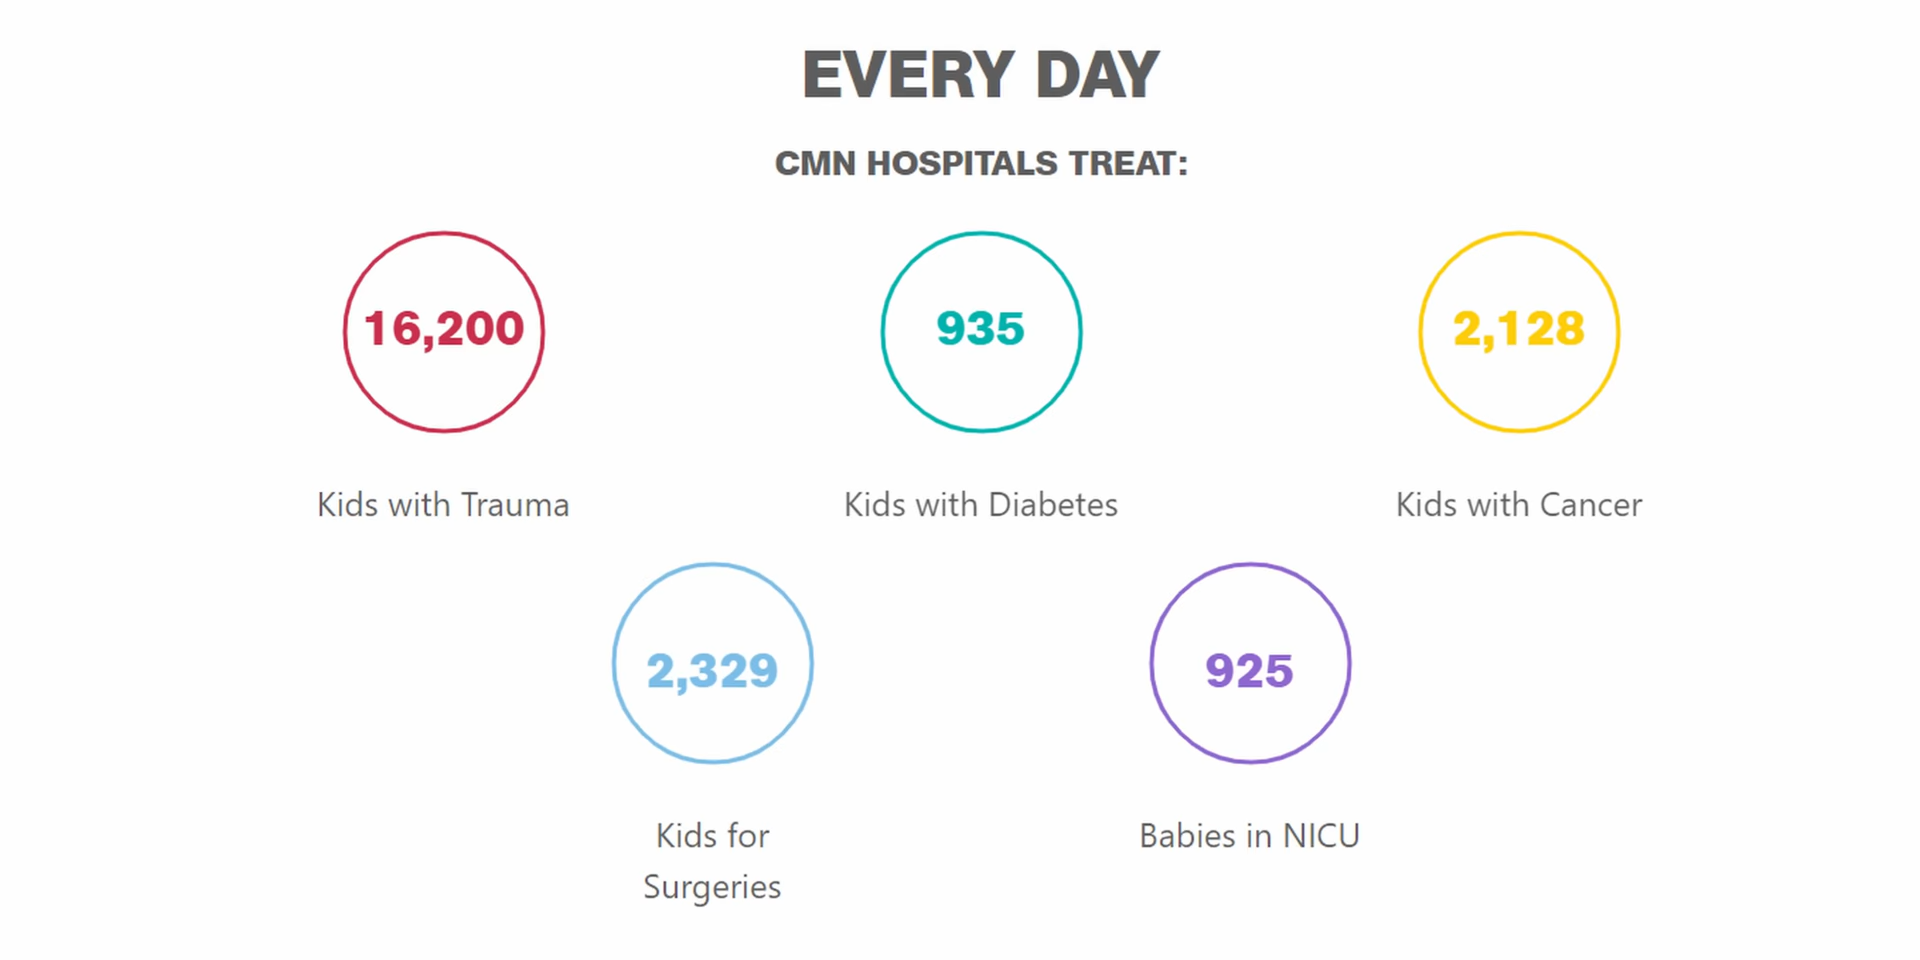 EVERY DAY
CMN HOSPITALS TREAT:
16,200
935
2,128
Kids with Trauma
Kids with Diabetes
Kids with Cancer
2,329
925
Kids for
Surgeries
Babies in NICU